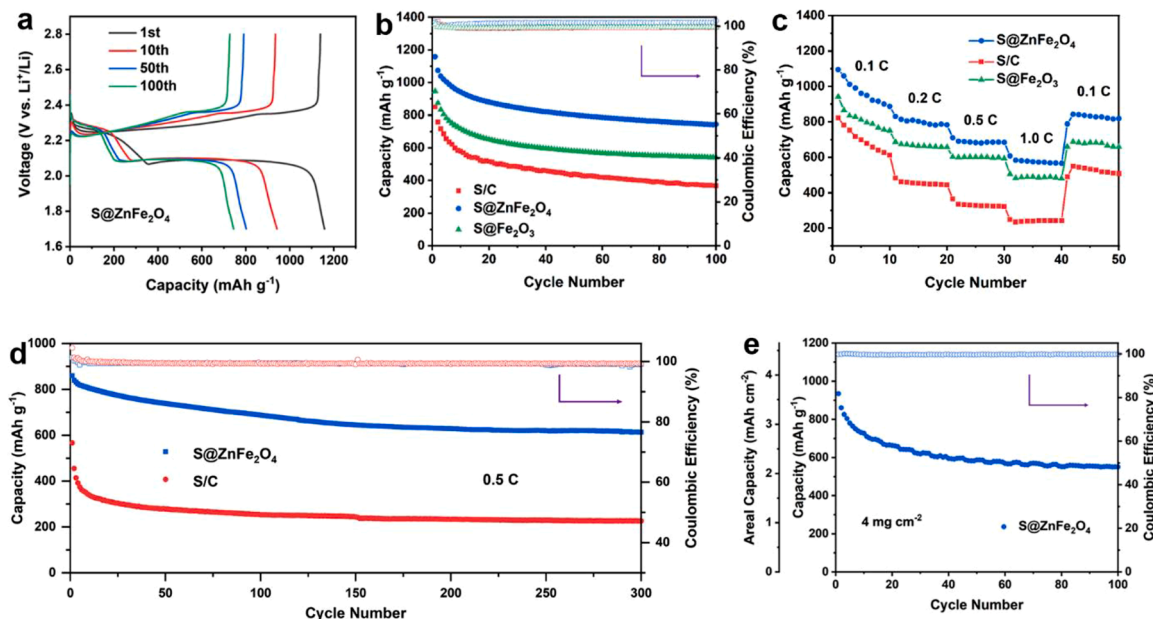 a
1st
10th
50th
100th
S@ZnFe₂O₄
Voltage (V vs. Li⁺/Li)
2.8
2.6
2.4
2.2
2.0
1.8
1.6
0 200 400 600 800 1000 1200
Capacity (mAh g⁻¹)
b
Capacity (mAh g⁻¹)
1400
1200
1000
800
600
400
200
0
S/C
S@ZnFe₂O₄
S@Fe₂O₃
100
80
60
40
20
0
Coulombic Efficiency (%)
0 20 40 60 80 100
Cycle Number
c
Capacity (mAh g⁻¹)
1400
1200
1000
800
600
400
200
S@ZnFe₂O₄
S/C
S@Fe₂O₃
0.1 C
0.2 C
0.5 C
1.0 C
0.1 C
0 10 20 30 40 50
Cycle Number
d
Capacity (mAh g⁻¹)
1000
800
600
400
200
0
S@ZnFe₂O₄
S/C
0.5 C
100
80
60
40
Coulombic Efficiency (%)
0 50 100 150 200 250 300
Cycle Number
e
Areal Capacity (mAh cm⁻²)
4
3
2
1
0
Capacity (mAh g⁻¹)
1200
1000
800
600
400
200
0
4 mg cm⁻²
S@ZnFe₂O₄
100
80
60
40
20
0
Coulombic Efficiency (%)
0 20 40 60 80 100
Cycle Number